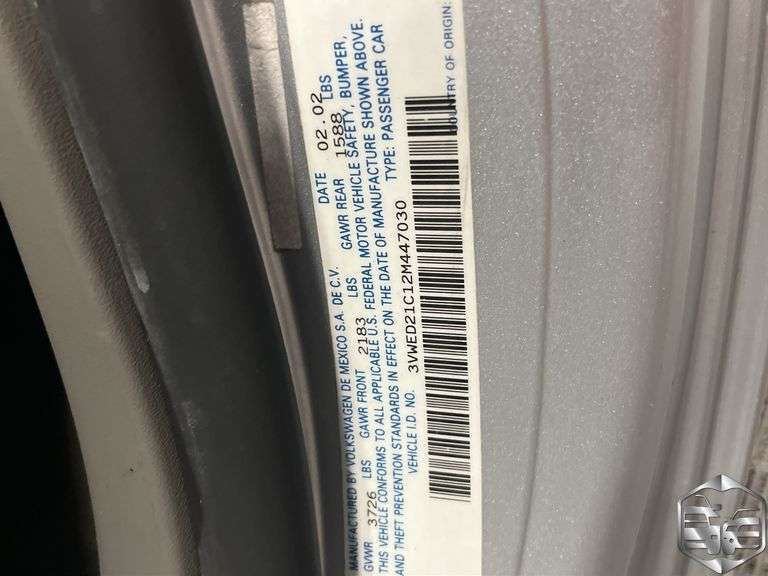 MANUFACTURED BY VOLKSWAGEN DE MEXICO S.A. DE C.V. DATE 02.02
GVWR 3726 LBS GAWR FRONT 2183 LBS GAWR REAR 1588 LBS
THIS VEHICLE CONFORMS TO ALL APPLICABLE U.S. FEDERAL MOTOR VEHICLE SAFETY, BUMPER,
AND THEFT PREVENTION STANDARDS IN EFFECT ON THE DATE OF MANUFACTURE SHOWN ABOVE.
VEHICLE I.D. NO. 3VWED21C12M447030 TYPE: PASSENGER CAR
COUNTRY OF ORIGIN: